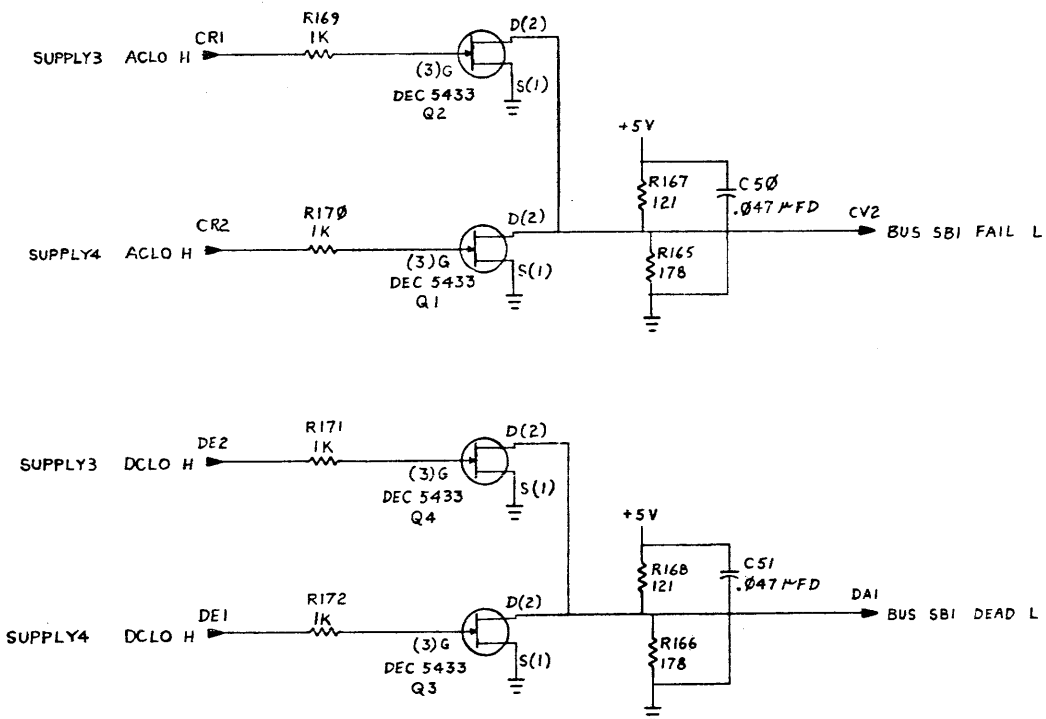 R169
1K
CR1
SUPPLY3 ACLO H
D(2)
(3)G
S(1)
DEC 5433
Q2
+5V
R167
121
C5Ø
.Ø47 µFD
R17Ø
1K
CR2
SUPPLY4 ACLO H
D(2)
(3)G
S(1)
DEC 5433
Q1
CV2
BUS SBI FAIL L
R165
178
R171
1K
DE2
SUPPLY3 DCLO H
D(2)
(3)G
S(1)
DEC 5433
Q4
+5V
R168
121
C51
.Ø47 µFD
R172
1K
DE1
SUPPLY4 DCLO H
D(2)
(3)G
S(1)
DEC 5433
Q3
DA1
BUS SBI DEAD L
R166
178